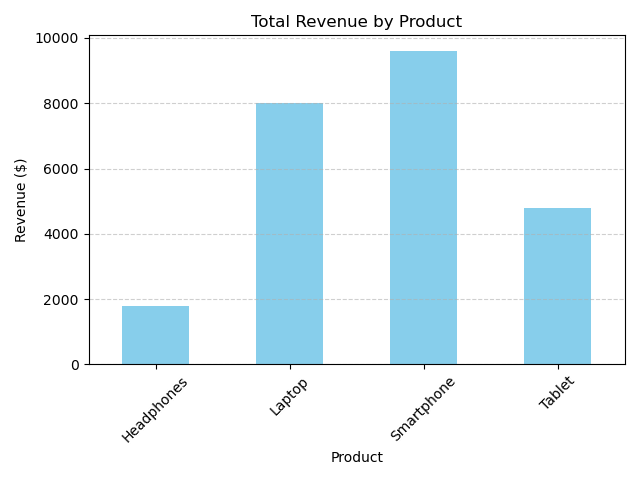 Total Revenue by Product
10000
8000
6000
4000
2000
0
Revenue ($)
Headphones
Laptop
Smartphone
Tablet
Product